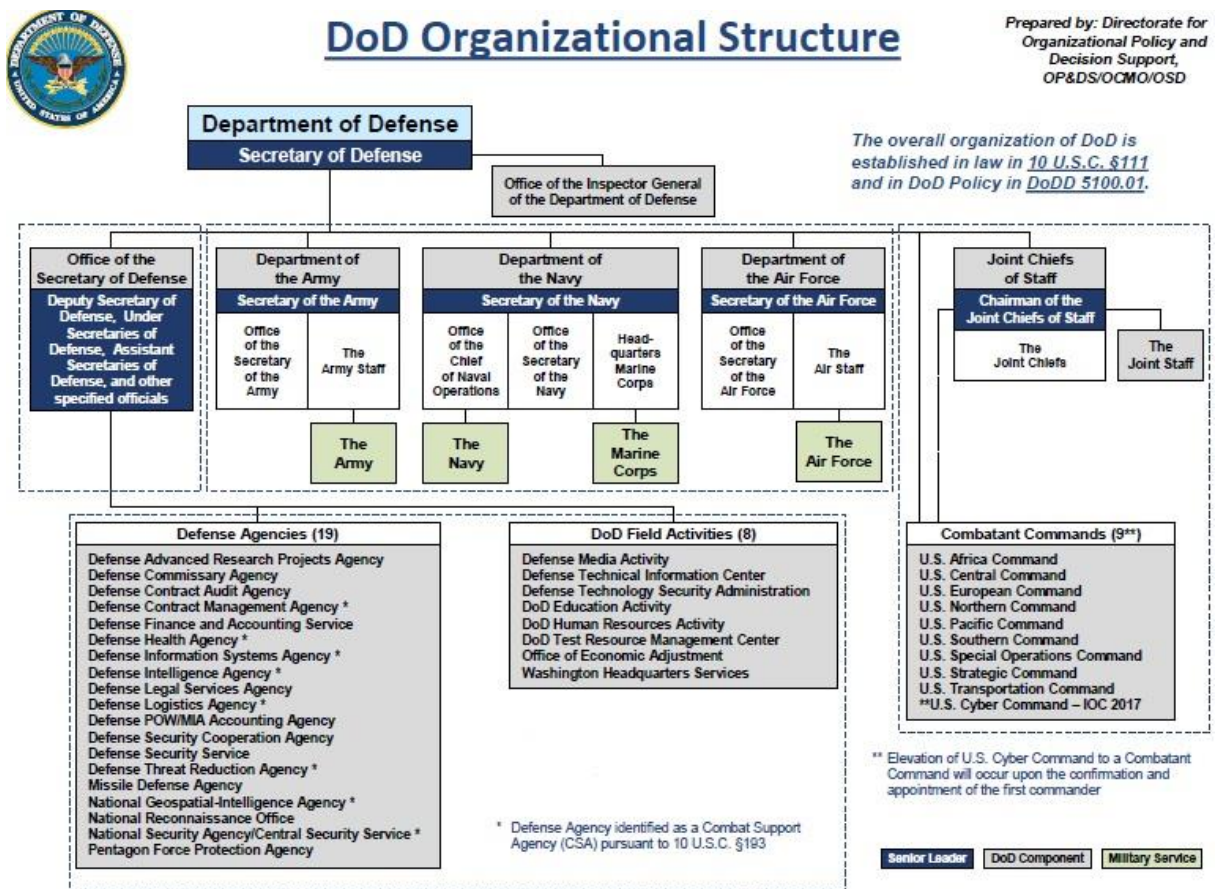 DEPARTMENT OF DEFENSE
UNITED STATES OF AMERICA
DoD Organizational Structure
Prepared by: Directorate for
Organizational Policy and
Decision Support,
OP&DS/OCMO/OSD
Department of Defense
Secretary of Defense
Office of the Inspector General
of the Department of Defense
The overall organization of DoD is
established in law in 10 U.S.C. §111
and in DoD Policy in DoDD 5100.01.
Office of the
Secretary of Defense
Deputy Secretary of
Defense, Under
Secretaries of
Defense, Assistant
Secretaries of
Defense, and other
specified officials
Department of
the Army
Secretary of the Army
Office
of the
Secretary
of the
Army
The
Army Staff
The
Army
Department of
the Navy
Secretary of the Navy
Office
of the
Chief
of Naval
Operations
Office
of the
Secretary
of the
Navy
Head-
quarters
Marine
Corps
The
Navy
The
Marine
Corps
Department of
the Air Force
Secretary of the Air Force
Office
of the
Secretary
of the
Air Force
The
Air Staff
The
Air Force
Joint Chiefs
of Staff
Chairman of the
Joint Chiefs of Staff
The
Joint Chiefs
The
Joint Staff
Defense Agencies (19)
Defense Advanced Research Projects Agency
Defense Commissary Agency
Defense Contract Audit Agency
Defense Contract Management Agency *
Defense Finance and Accounting Service
Defense Health Agency *
Defense Information Systems Agency *
Defense Intelligence Agency *
Defense Legal Services Agency
Defense Logistics Agency *
Defense POW/MIA Accounting Agency
Defense Security Cooperation Agency
Defense Security Service
Defense Threat Reduction Agency *
Missile Defense Agency
National Geospatial-Intelligence Agency *
National Reconnaissance Office
National Security Agency/Central Security Service *
Pentagon Force Protection Agency
DoD Field Activities (8)
Defense Media Activity
Defense Technical Information Center
Defense Technology Security Administration
DoD Education Activity
DoD Human Resources Activity
DoD Test Resource Management Center
Office of Economic Adjustment
Washington Headquarters Services
* Defense Agency identified as a Combat Support
Agency (CSA) pursuant to 10 U.S.C. §193
Combatant Commands (9**)
U.S. Africa Command
U.S. Central Command
U.S. European Command
U.S. Northern Command
U.S. Pacific Command
U.S. Southern Command
U.S. Special Operations Command
U.S. Strategic Command
U.S. Transportation Command
**U.S. Cyber Command – IOC 2017
** Elevation of U.S. Cyber Command to a Combatant
Command will occur upon the confirmation and
appointment of the first commander
Senior Leader
DoD Component
Military Service